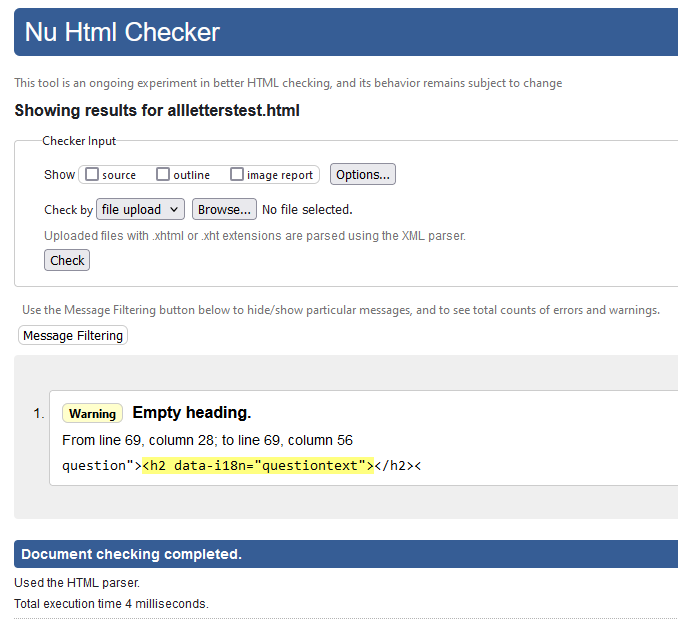 Nu Html Checker
This tool is an ongoing experiment in better HTML checking, and its behavior remains subject to change
Showing results for allletterstest.html
Checker Input
Show source outline image report Options...
Check by file upload Browse... No file selected.
Uploaded files with .xhtml or .xht extensions are parsed using the XML parser.
Check
Use the Message Filtering button below to hide/show particular messages, and to see total counts of errors and warnings.
Message Filtering
1. Warning Empty heading.
From line 69, column 28; to line 69, column 56
question"><h2 data-i18n="questiontext"></h2><
Document checking completed.
Used the HTML parser.
Total execution time 4 milliseconds.